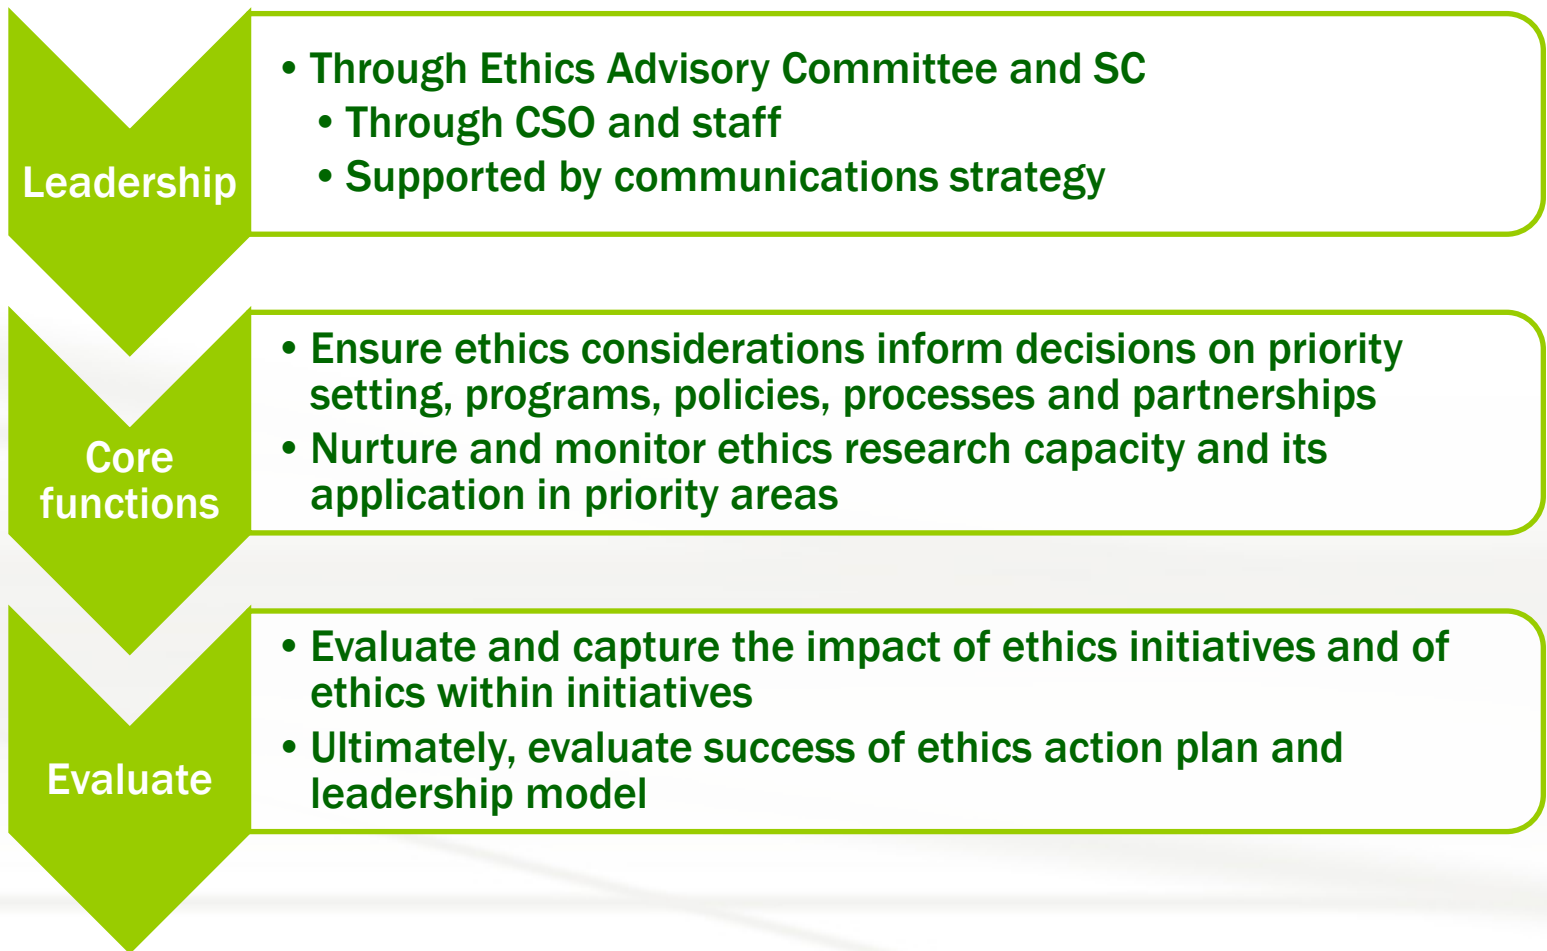 Leadership
• Through Ethics Advisory Committee and SC
• Through CSO and staff
• Supported by communications strategy
Core
functions
• Ensure ethics considerations inform decisions on priority
setting, programs, policies, processes and partnerships
• Nurture and monitor ethics research capacity and its
application in priority areas
Evaluate
• Evaluate and capture the impact of ethics initiatives and of
ethics within initiatives
• Ultimately, evaluate success of ethics action plan and
leadership model